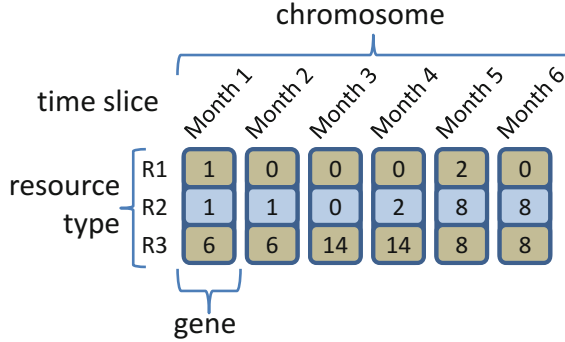 chromosome
time slice Month 1 Month 2 Month 3 Month 4 Month 5 Month 6
resource type
R1 1 0 0 0 2 0
R2 1 1 0 2 8 8
R3 6 6 14 14 8 8
gene